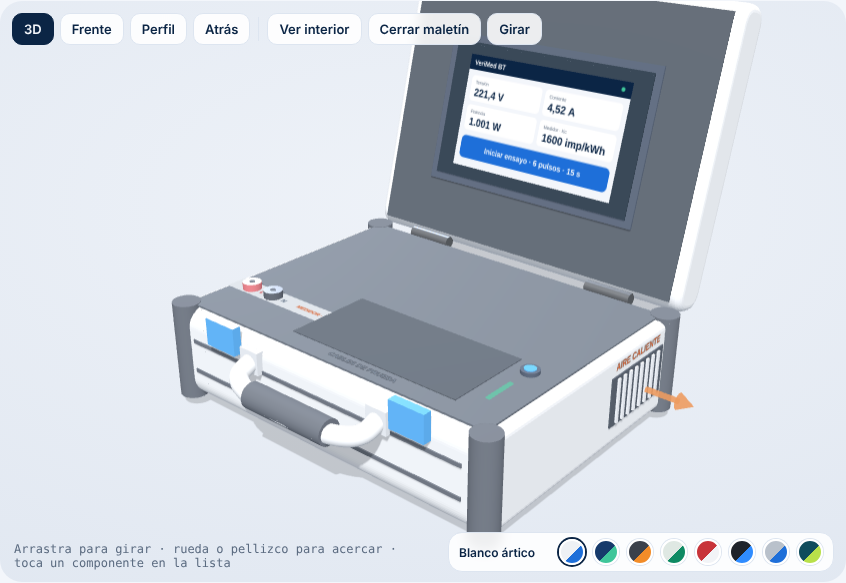 3D
Frente
Perfil
Atrás
Ver interior
Cerrar maletín
Girar
VeriMed BT
221,4 V
4,52 A
Potencia
1.001 W
1600 imp/kWh
Iniciar ensayo · 6 pulsos · 15 s
AIRE CALIENTE
Arrastra para girar · rueda o pellizco para acercar ·
toca un componente en la lista
Blanco ártico